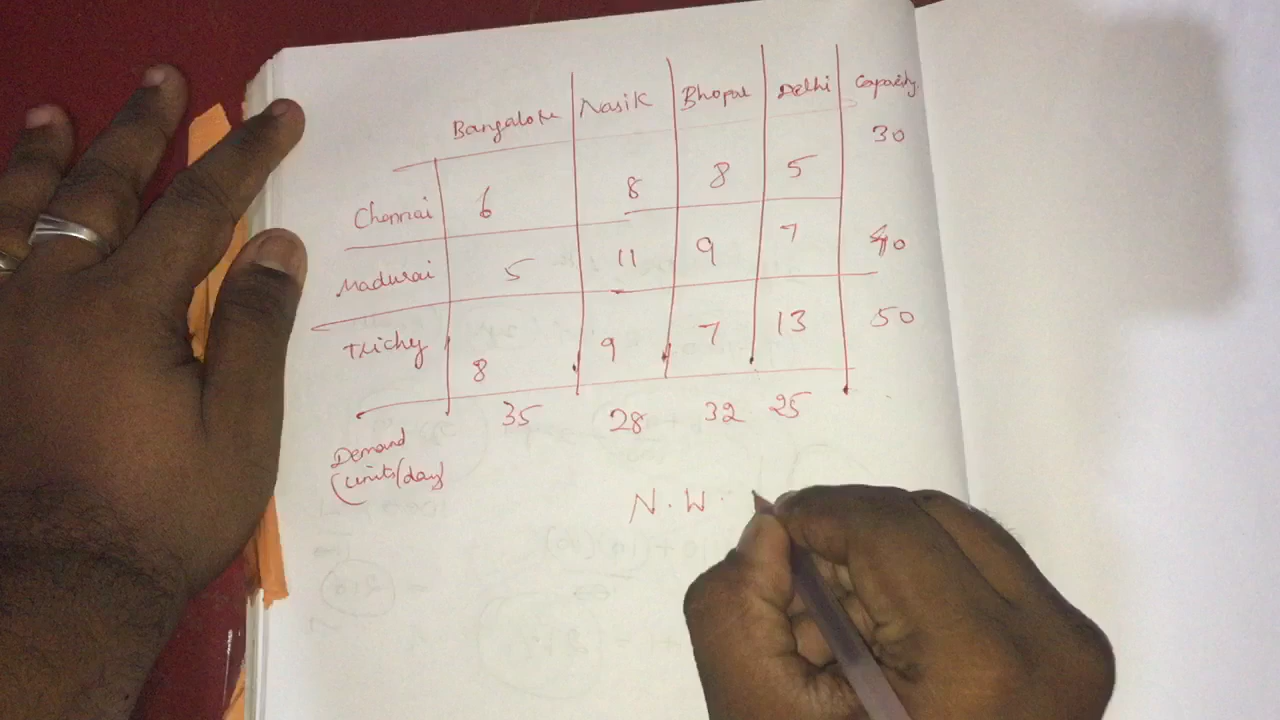 Bangalore Nasik Bhopal Delhi Capacity
30
Chennai 6 8 8 5
Madurai 5 11 9 7 40
Trichy 8 9 7 13 50
35 28 32 25
Demand
(units/day)
N.W.